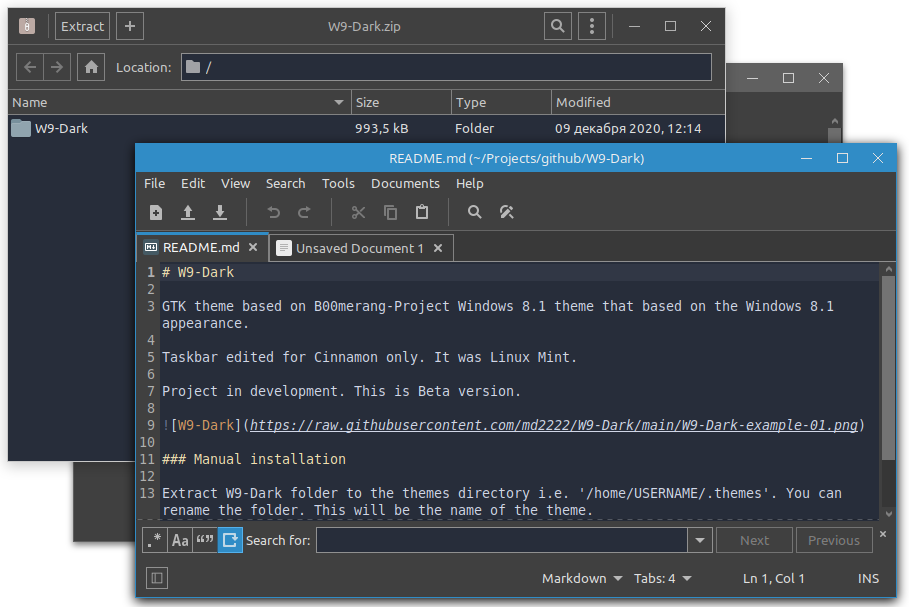 W9-Dark.zip
Extract
Location: /
Name Size Type Modified
W9-Dark 993,5 kB Folder 09 декабря 2020, 12:14
README.md (~/Projects/github/W9-Dark)
File Edit View Search Tools Documents Help
README.md Unsaved Document 1
1 # W9-Dark
2
3 GTK theme based on B00merang-Project Windows 8.1 theme that based on the Windows 8.1
appearance.
4
5 Taskbar edited for Cinnamon only. It was Linux Mint.
6
7 Project in development. This is Beta version.
8
9 ![W9-Dark](https://raw.githubusercontent.com/md2222/W9-Dark/main/W9-Dark-example-01.png)
10
11 ### Manual installation
12
13 Extract W9-Dark folder to the themes directory i.e. '/home/USERNAME/.themes'. You can
rename the folder. This will be the name of the theme.
.* Aa “” Search for: Next Previous
Markdown Tabs: 4 Ln 1, Col 1 INS